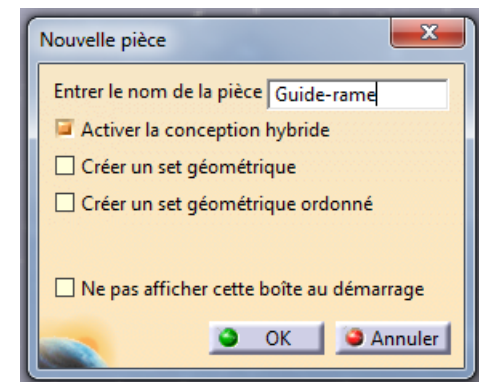 Nouvelle pièce
Entrer le nom de la pièce Guide-rame
Activer la conception hybride
Créer un set géométrique
Créer un set géométrique ordonné
Ne pas afficher cette boîte au démarrage
OK Annuler